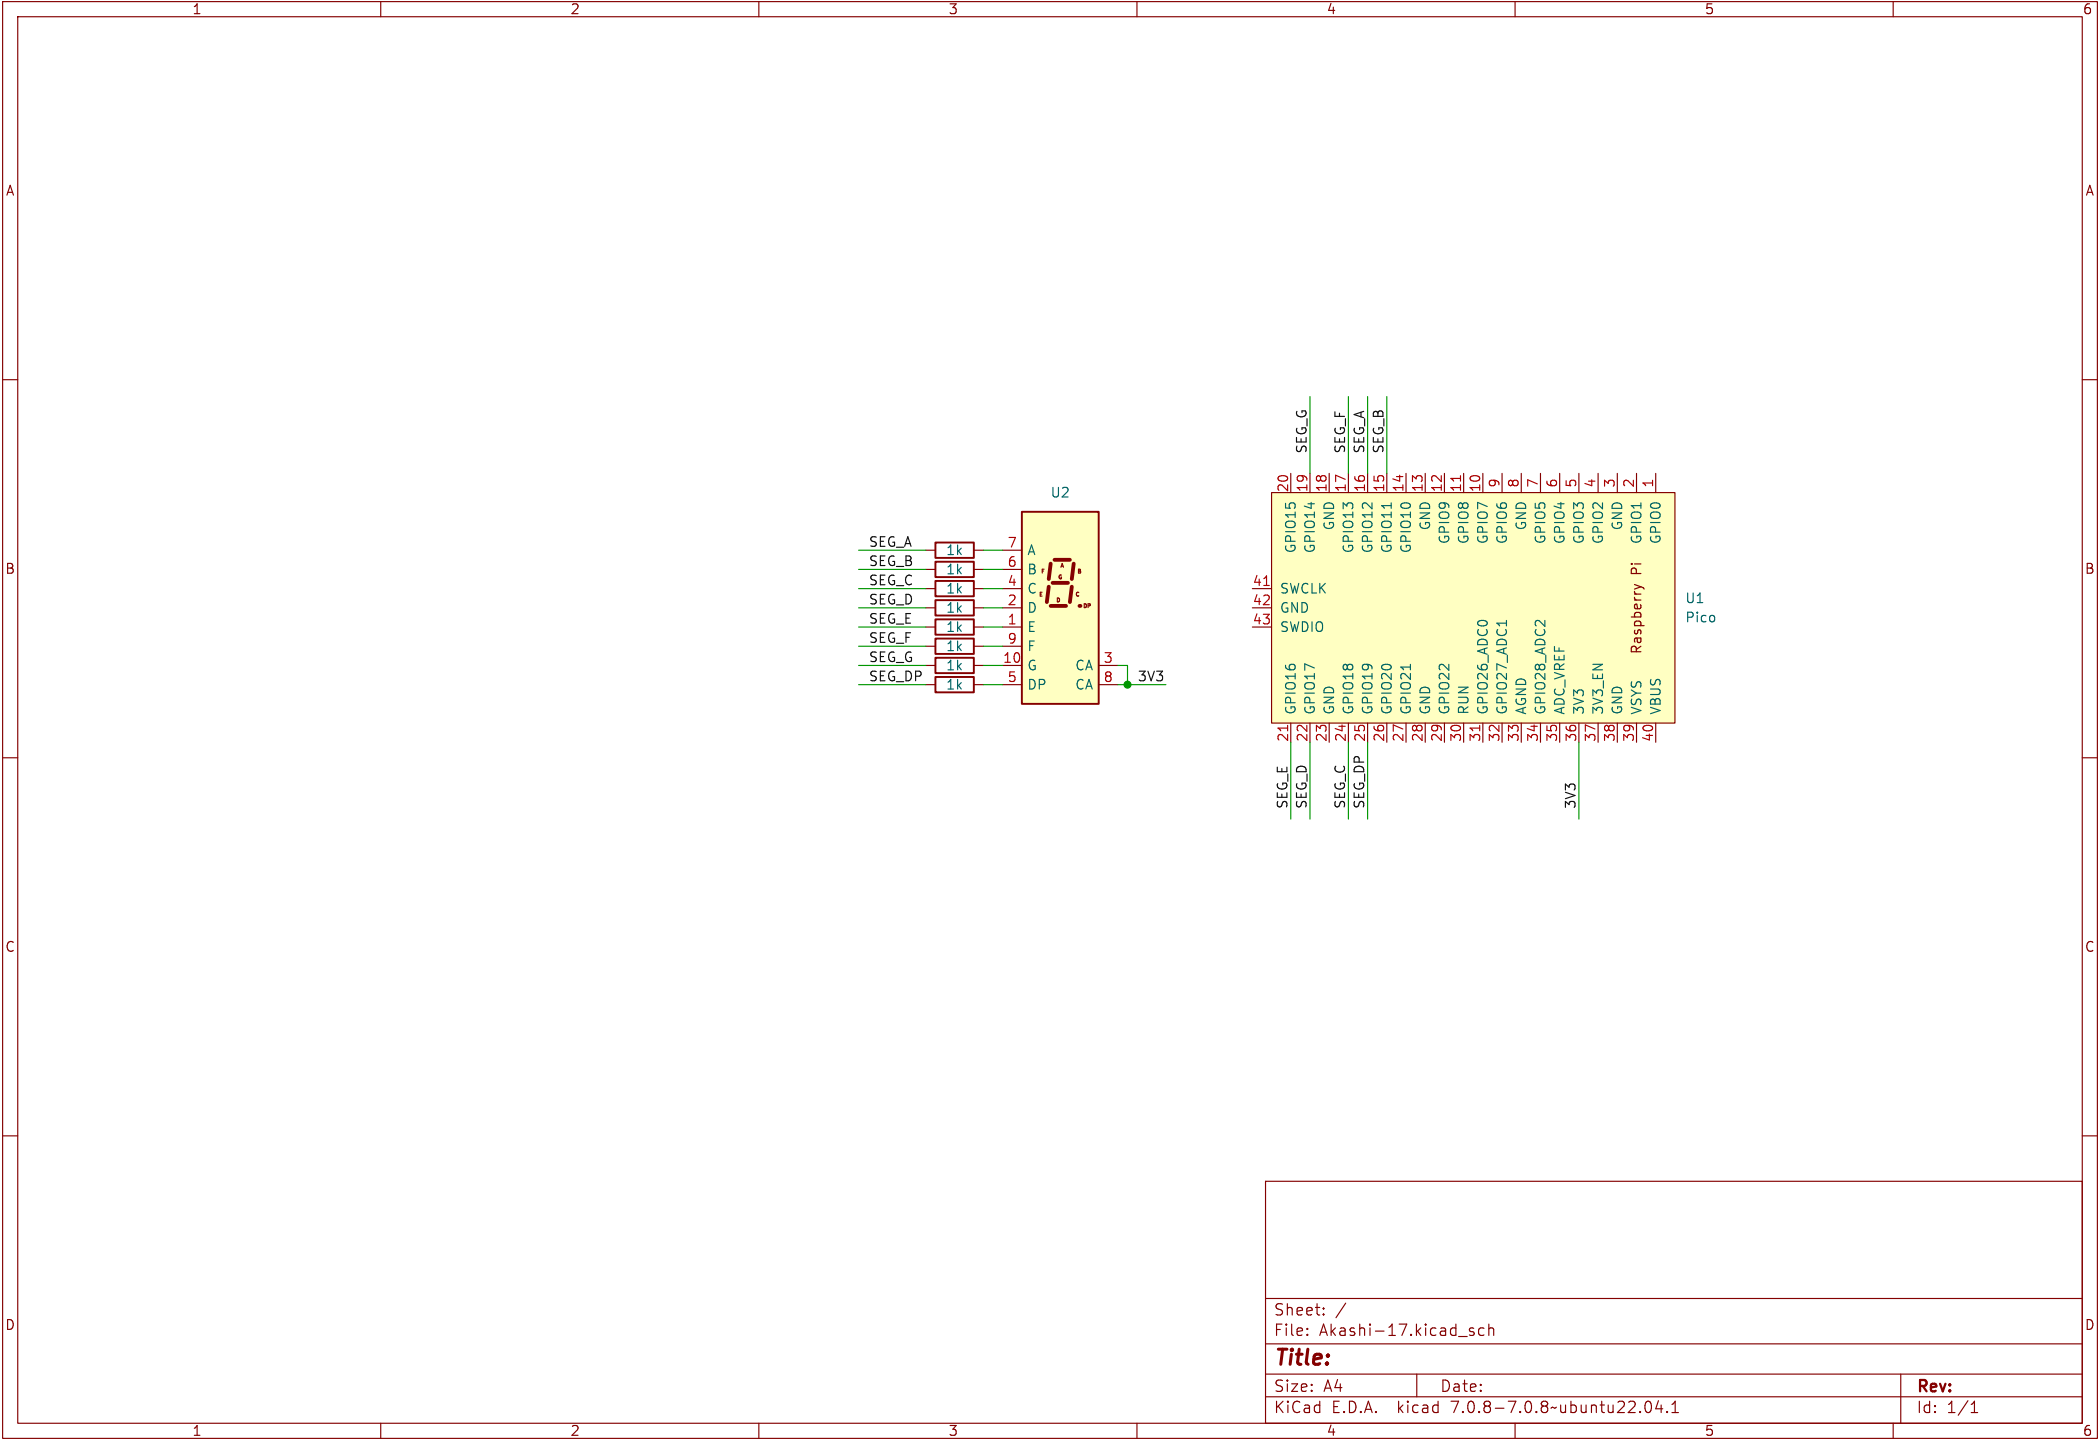 1 2 3 4 5 6
A A
SEG_G
SEG_F
SEG_A
SEG_B
20 19 18 17 16 15 14 13 12 11 10 9 8 7 6 5 4 3 2 1
GPIO15
GPIO14
GND
GPIO13
GPIO12
GPIO11
GPIO10
GND
GPIO9
GPIO8
GPIO7
GPIO6
GND
GPIO5
GPIO4
GPIO3
GPIO2
GND
GPIO1
GPIO0
U2
SEG_A 1k 7 A
SEG_B 1k 6 B
SEG_C 1k 4 C
SEG_D 1k 2 D
SEG_E 1k 1 E
SEG_F 1k 9 F
SEG_G 1k 10 G CA 3
SEG_DP 1k 5 DP CA 8 3V3
A
F B
G
E C
D DP
B B
41 SWCLK
42 GND
43 SWDIO
Raspberry Pi
U1
Pico
GPIO16
GPIO17
GND
GPIO18
GPIO19
GPIO20
GPIO21
GND
GPIO22
RUN
GPIO26_ADC0
GPIO27_ADC1
AGND
GPIO28_ADC2
ADC_VREF
3V3
3V3_EN
GND
VSYS
VBUS
21 22 23 24 25 26 27 28 29 30 31 32 33 34 35 36 37 38 39 40
SEG_E
SEG_D
SEG_C
SEG_DP
3V3
C C
D D
Sheet: /
File: Akashi-17.kicad_sch
Title:
Size: A4 Date: Rev:
KiCad E.D.A. kicad 7.0.8-7.0.8~ubuntu22.04.1 Id: 1/1
1 2 3 4 5 6